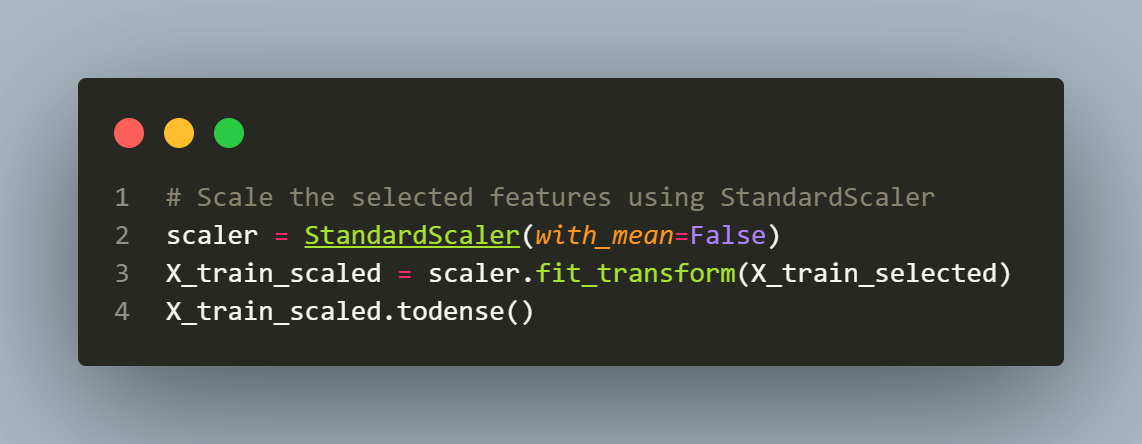 1 # Scale the selected features using StandardScaler
2 scaler = StandardScaler(with_mean=False)
3 X_train_scaled = scaler.fit_transform(X_train_selected)
4 X_train_scaled.todense()